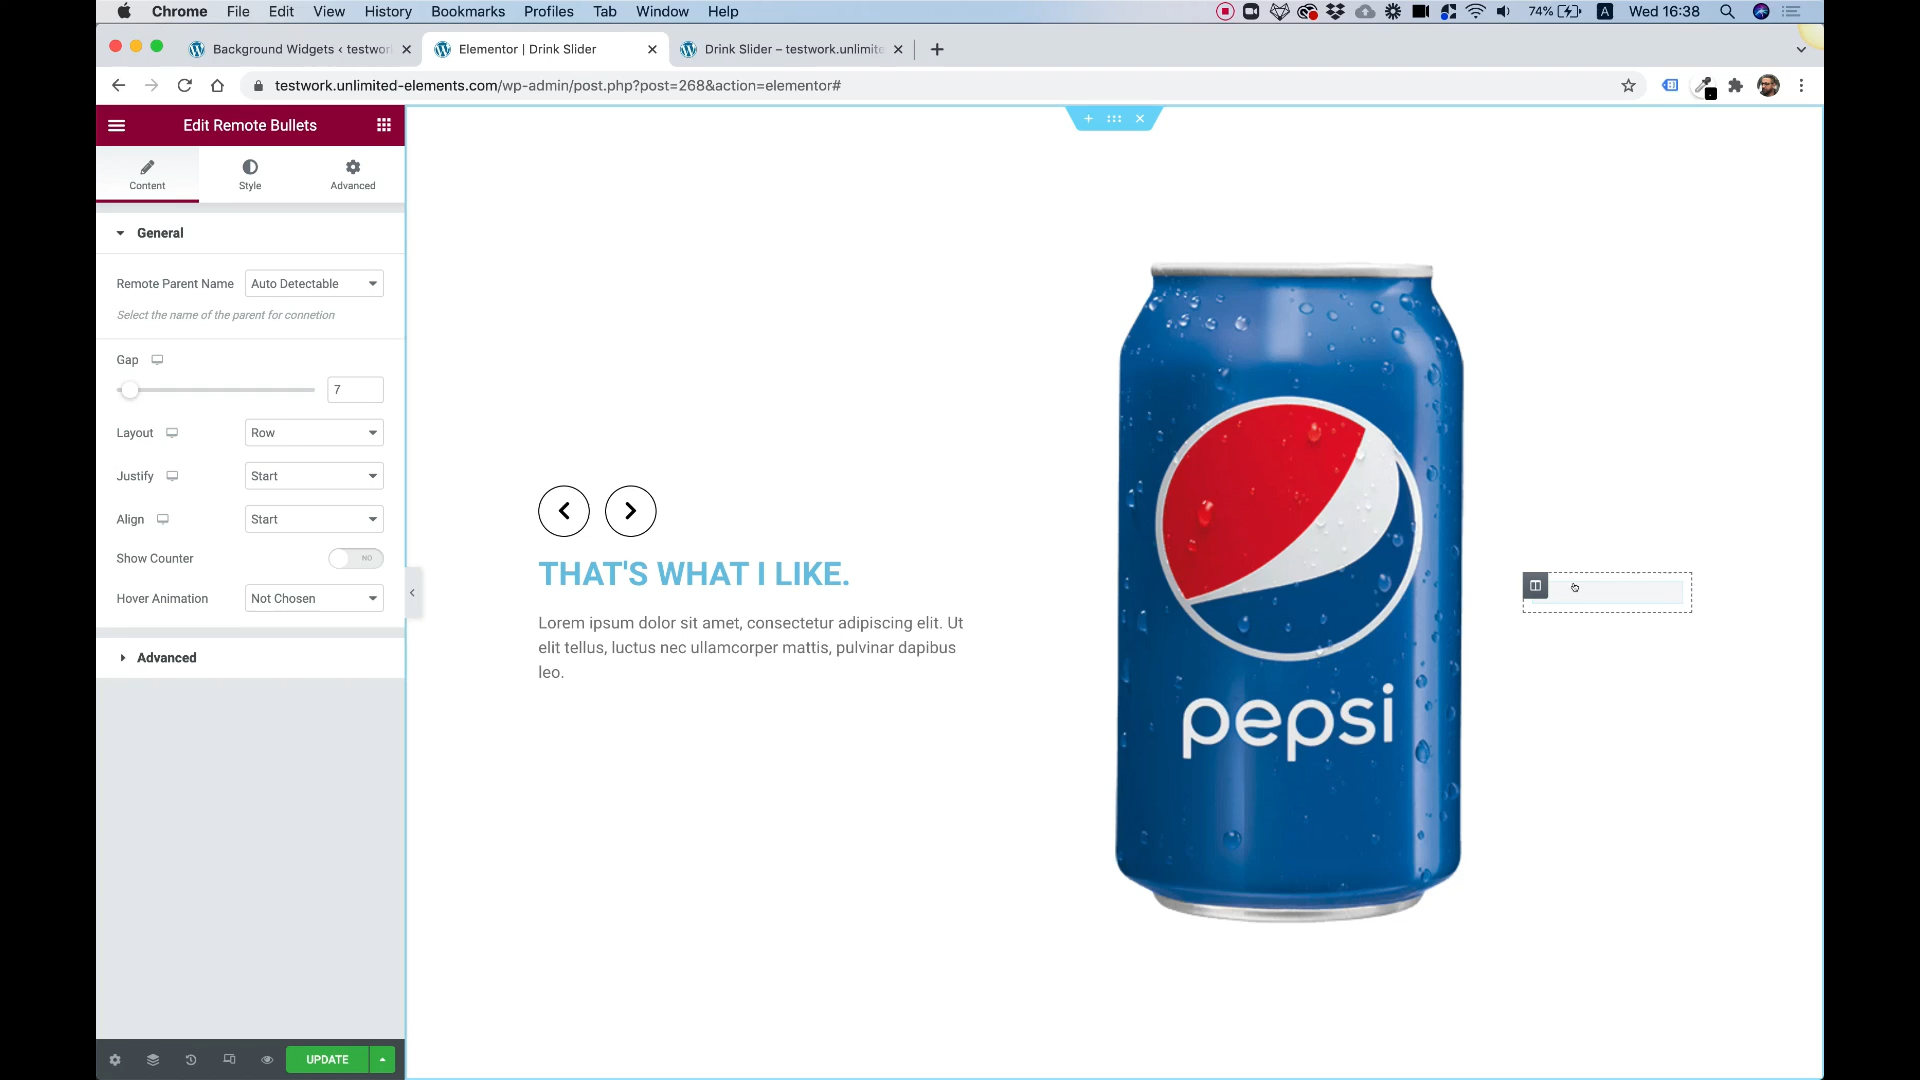 Chrome File Edit View History Bookmarks Profiles Tab Window Help
74% A Wed 16:38
Background Widgets ‹ testwor
Elementor | Drink Slider
Drink Slider – testwork.unlimite
testwork.unlimited-elements.com/wp-admin/post.php?post=268&action=elementor#
Edit Remote Bullets
Content Style Advanced
General
Remote Parent Name Auto Detectable
Select the name of the parent for connetion
Gap
7
Layout Row
Justify Start
Align Start
Show Counter NO
Hover Animation Not Chosen
Advanced
UPDATE
THAT'S WHAT I LIKE.
Lorem ipsum dolor sit amet, consectetur adipiscing elit. Ut
elit tellus, luctus nec ullamcorper mattis, pulvinar dapibus
leo.
pepsi